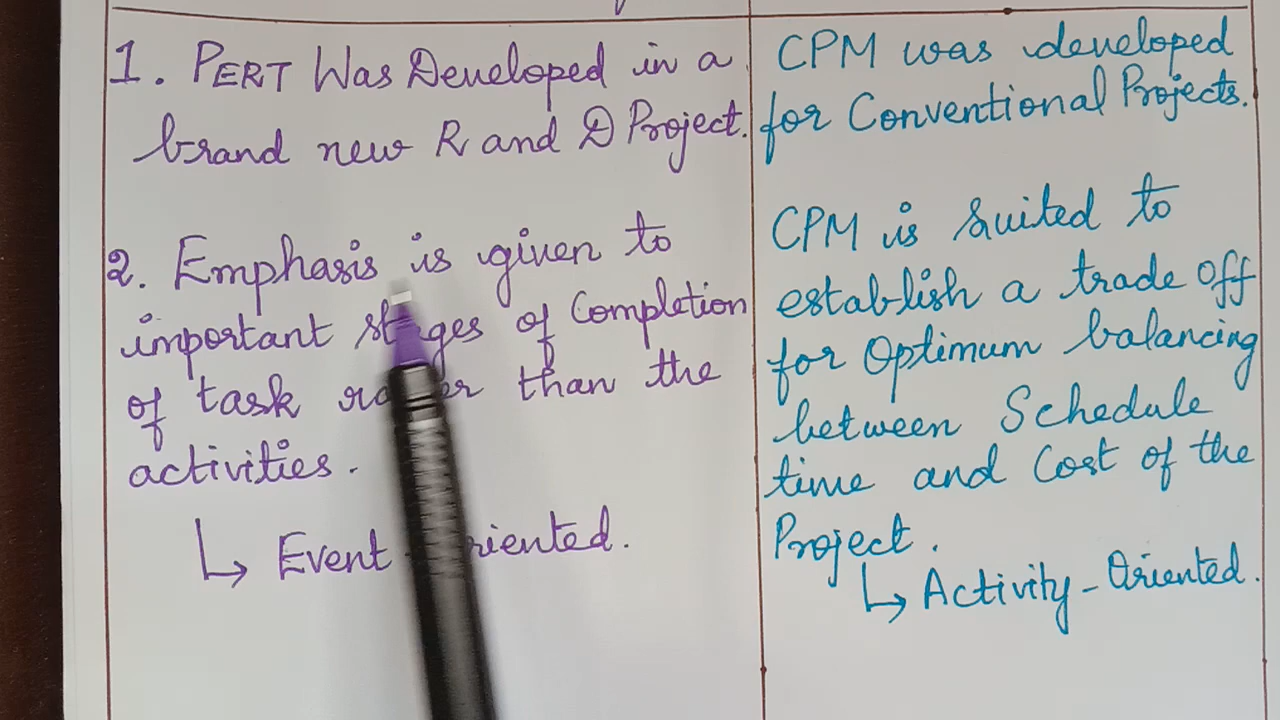 1. PERT Was Developed in a
brand new R and D Project.
2. Emphasis is given to
important stages of Completion
of task than the
activities.
↳ Event
CPM was developed
for Conventional Projects.
CPM is suited to
establish a trade off
for Optimum balancing
between Schedule
time and Cost of the
Project.
↳ Activity-Oriented.